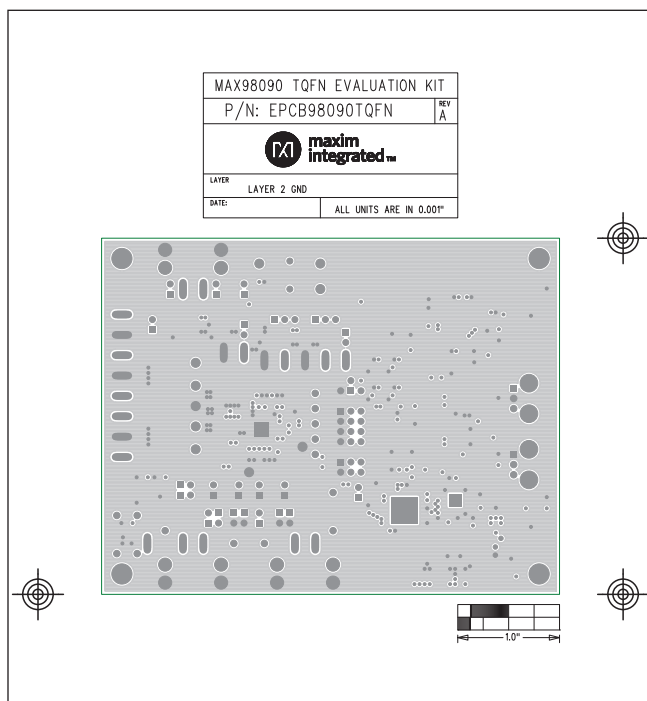 MAX98090 TQFN EVALUATION KIT
P/N: EPCB98090TQFN
REV
A
maxim
integrated™
LAYER
LAYER 2 GND
DATE:
ALL UNITS ARE IN 0.001"
1.0"